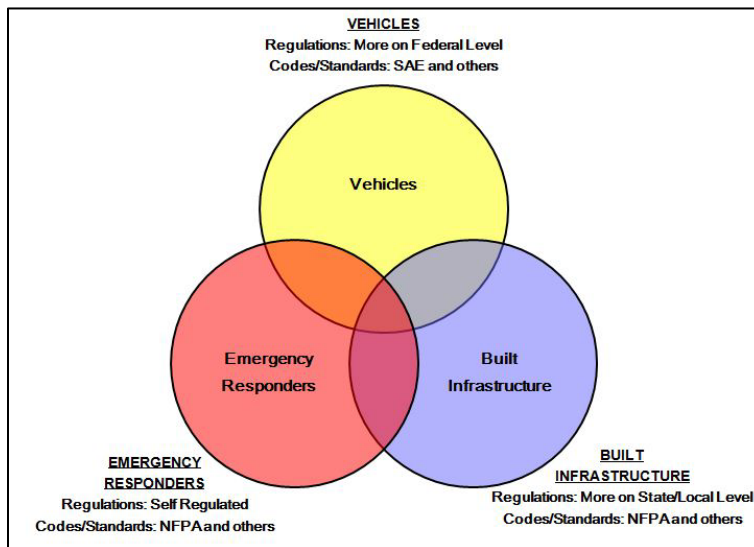 VEHICLES
Regulations: More on Federal Level
Codes/Standards: SAE and others
Vehicles
Emergency
Responders
Built
Infrastructure
EMERGENCY
RESPONDERS
Regulations: Self Regulated
Codes/Standards: NFPA and others
BUILT
INFRASTRUCTURE
Regulations: More on State/Local Level
Codes/Standards: NFPA and others